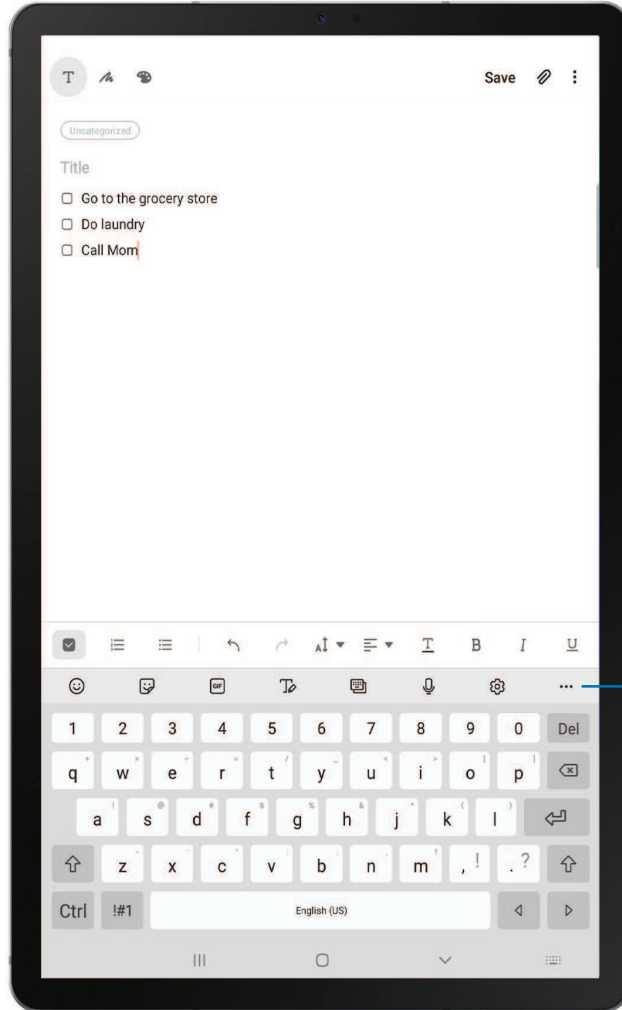 T Save
Uncategorized
Title
Go to the grocery store
Do laundry
Call Mom
A T B I U
GIF T
1 2 3 4 5 6 7 8 9 0 Del
q w e r t y u i o p
a s d f g h j k l
z x c v b n m , ! . ?
Ctrl !#1 English (US)